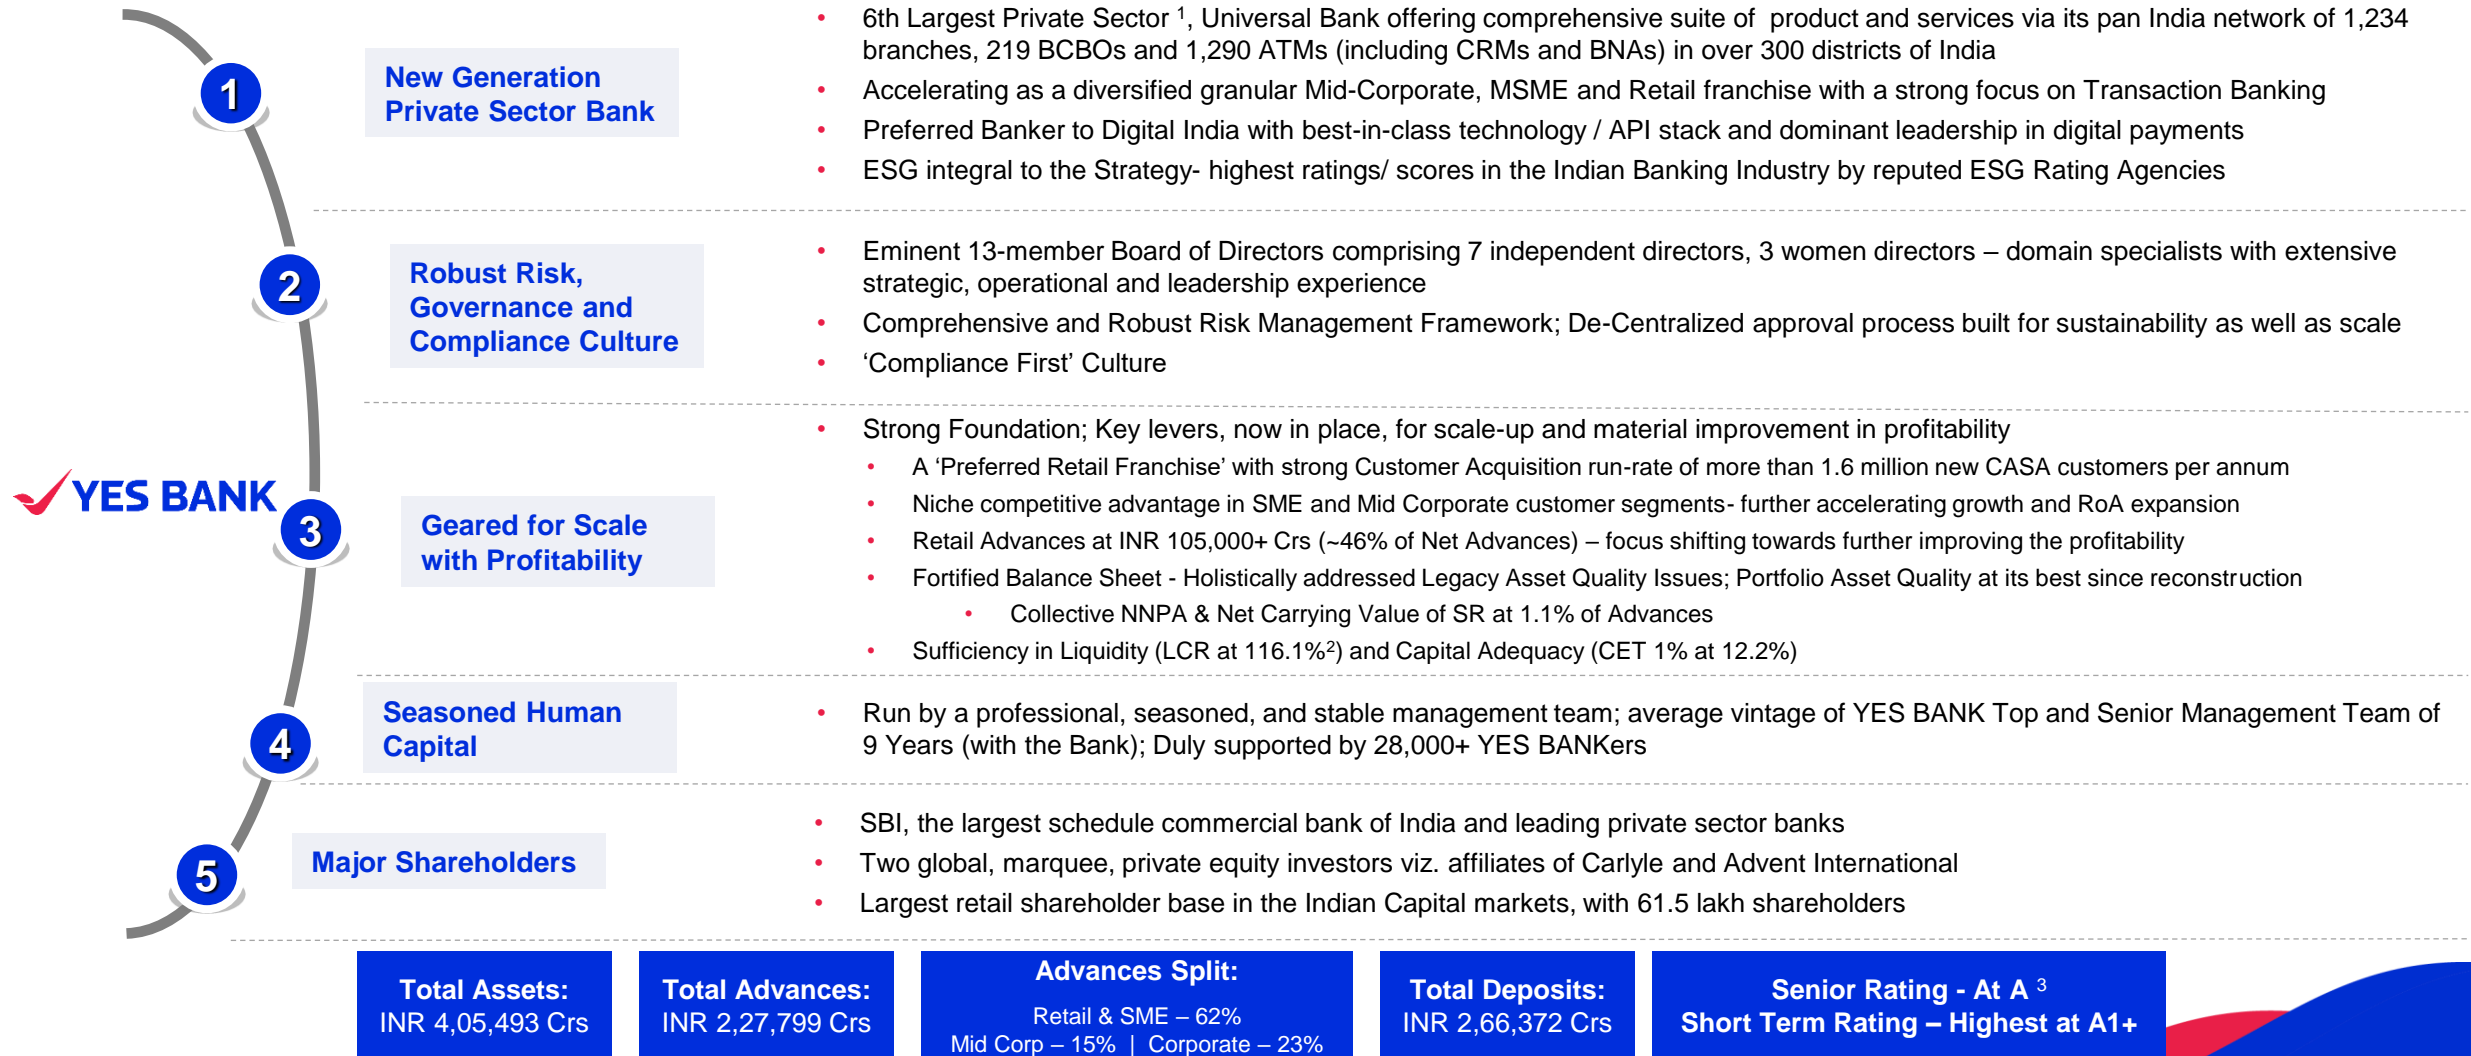 1
New Generation
Private Sector Bank
• 6th Largest Private Sector ¹, Universal Bank offering comprehensive suite of product and services via its pan India network of 1,234
branches, 219 BCBOs and 1,290 ATMs (including CRMs and BNAs) in over 300 districts of India
• Accelerating as a diversified granular Mid-Corporate, MSME and Retail franchise with a strong focus on Transaction Banking
• Preferred Banker to Digital India with best-in-class technology / API stack and dominant leadership in digital payments
• ESG integral to the Strategy- highest ratings/ scores in the Indian Banking Industry by reputed ESG Rating Agencies
2
Robust Risk,
Governance and
Compliance Culture
• Eminent 13-member Board of Directors comprising 7 independent directors, 3 women directors – domain specialists with extensive
strategic, operational and leadership experience
• Comprehensive and Robust Risk Management Framework; De-Centralized approval process built for sustainability as well as scale
• ‘Compliance First’ Culture
YES BANK
3
Geared for Scale
with Profitability
• Strong Foundation; Key levers, now in place, for scale-up and material improvement in profitability
• A ‘Preferred Retail Franchise’ with strong Customer Acquisition run-rate of more than 1.6 million new CASA customers per annum
• Niche competitive advantage in SME and Mid Corporate customer segments- further accelerating growth and RoA expansion
• Retail Advances at INR 105,000+ Crs (~46% of Net Advances) – focus shifting towards further improving the profitability
• Fortified Balance Sheet - Holistically addressed Legacy Asset Quality Issues; Portfolio Asset Quality at its best since reconstruction
• Collective NNPA & Net Carrying Value of SR at 1.1% of Advances
• Sufficiency in Liquidity (LCR at 116.1%²) and Capital Adequacy (CET 1% at 12.2%)
4
Seasoned Human
Capital
• Run by a professional, seasoned, and stable management team; average vintage of YES BANK Top and Senior Management Team of
9 Years (with the Bank); Duly supported by 28,000+ YES BANKers
5
Major Shareholders
• SBI, the largest schedule commercial bank of India and leading private sector banks
• Two global, marquee, private equity investors viz. affiliates of Carlyle and Advent International
• Largest retail shareholder base in the Indian Capital markets, with 61.5 lakh shareholders
Total Assets:
INR 4,05,493 Crs
Total Advances:
INR 2,27,799 Crs
Advances Split:
Retail & SME – 62%
Mid Corp – 15% | Corporate – 23%
Total Deposits:
INR 2,66,372 Crs
Senior Rating - At A ³
Short Term Rating – Highest at A1+